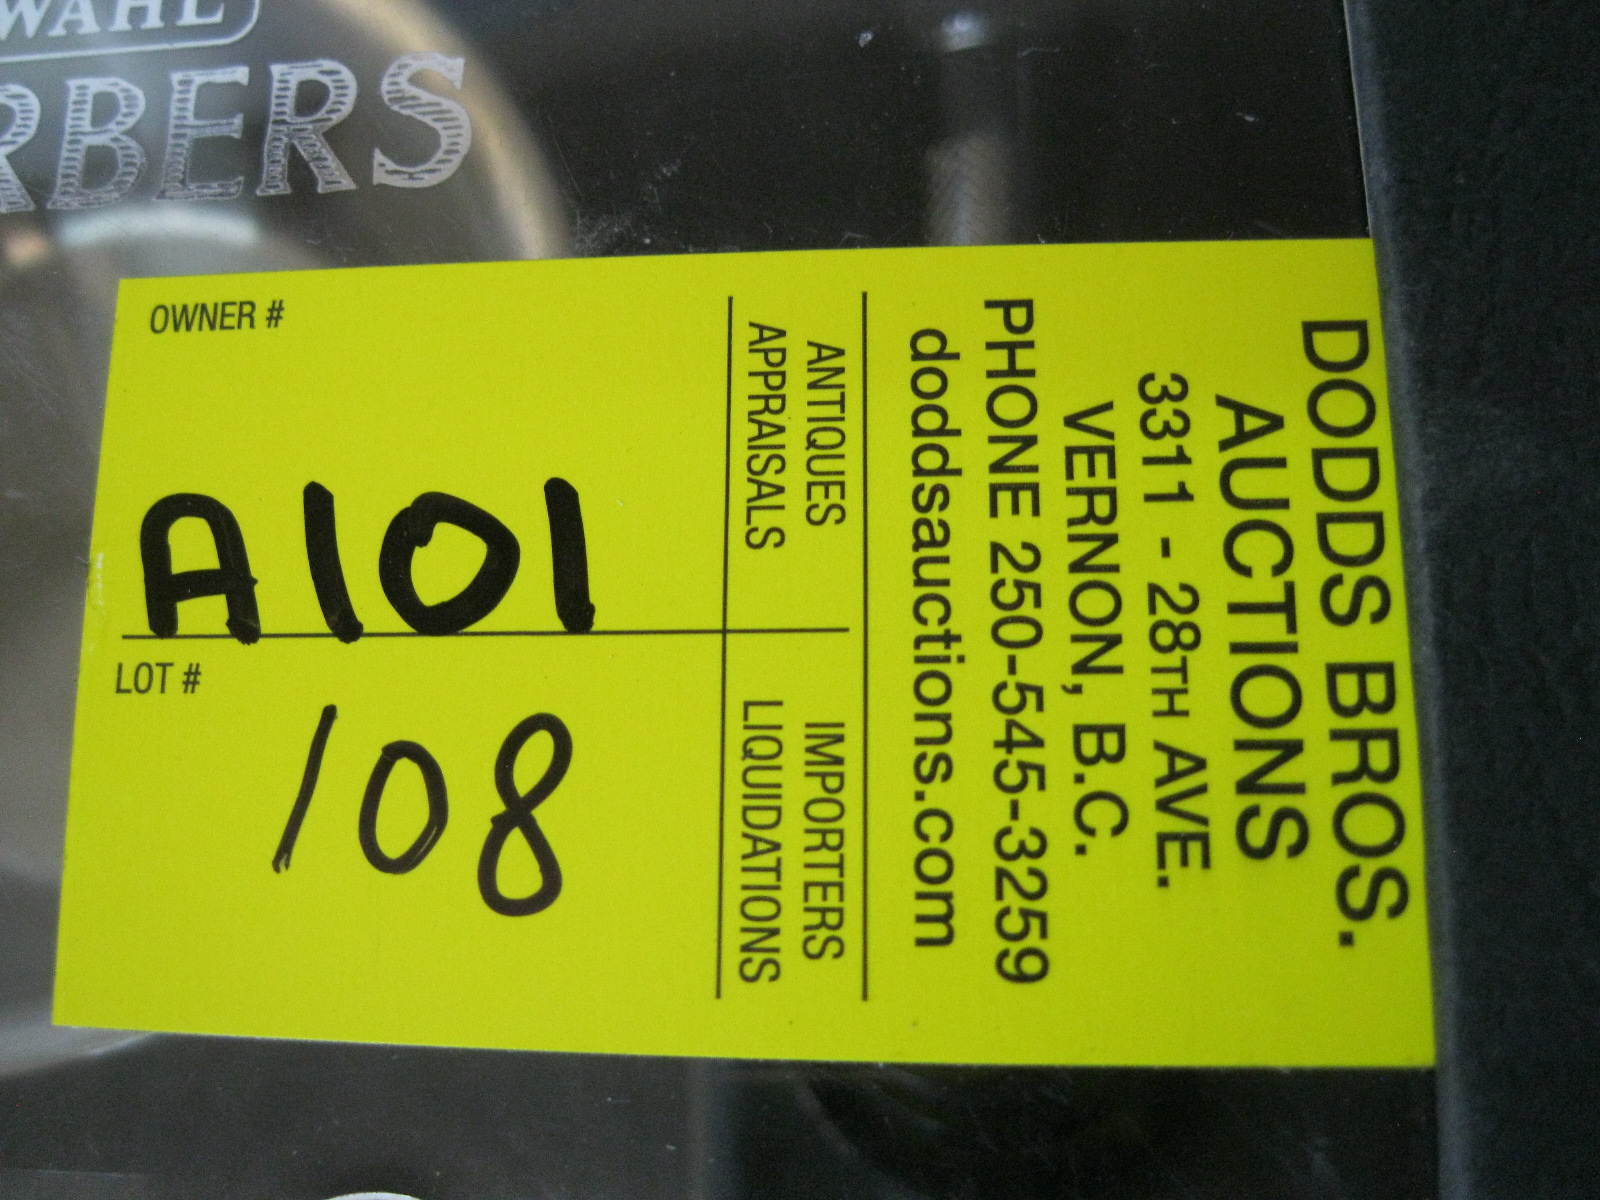 WAHL
OWNER #
A101
LOT #
108
DODDS BROS.
AUCTIONS
3311 - 28TH AVE.
VERNON, B.C.
PHONE 250-545-3259
doddsauctions.com
ANTIQUES
APPRAISALS
IMPORTERS
LIQUIDATIONS